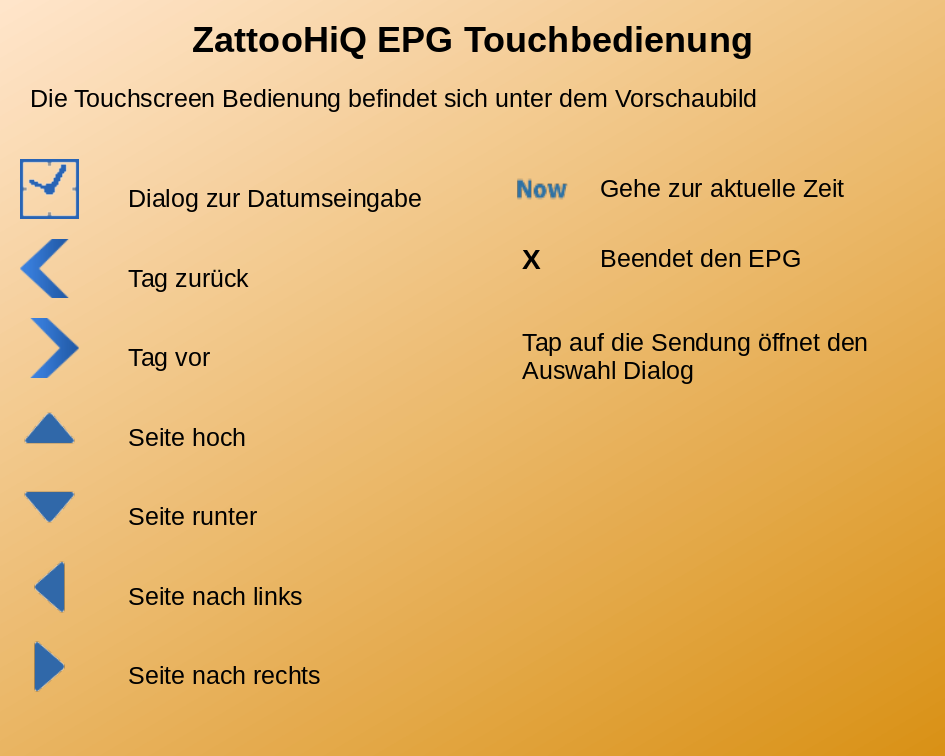 ZattooHiQ EPG Touchbedienung
Die Touchscreen Bedienung befindet sich unter dem Vorschaubild
Dialog zur Datumseingabe
Tag zurück
Tag vor
Seite hoch
Seite runter
Seite nach links
Seite nach rechts
Now Gehe zur aktuelle Zeit
X Beendet den EPG
Tap auf die Sendung öffnet den
Auswahl Dialog